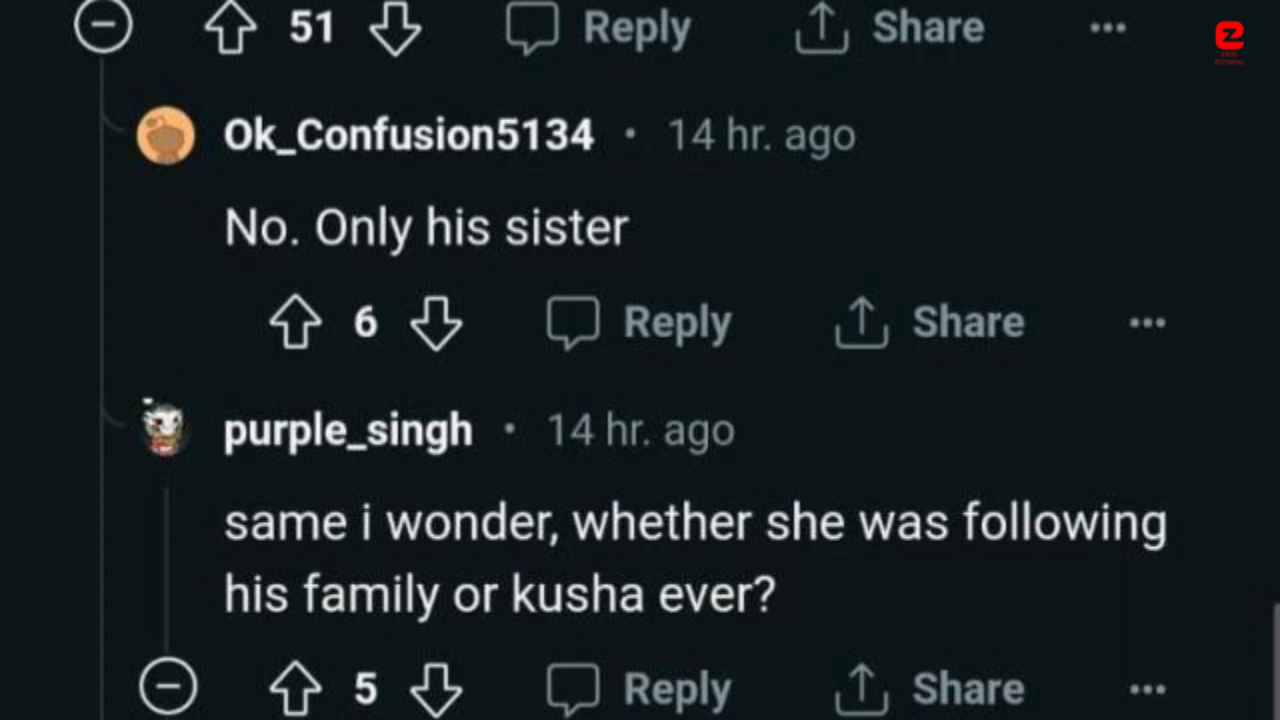 51 Reply Share
Ok_Confusion5134 • 14 hr. ago
No. Only his sister
6 Reply Share
purple_singh • 14 hr. ago
same i wonder, whether she was following
his family or kusha ever?
5 Reply Share